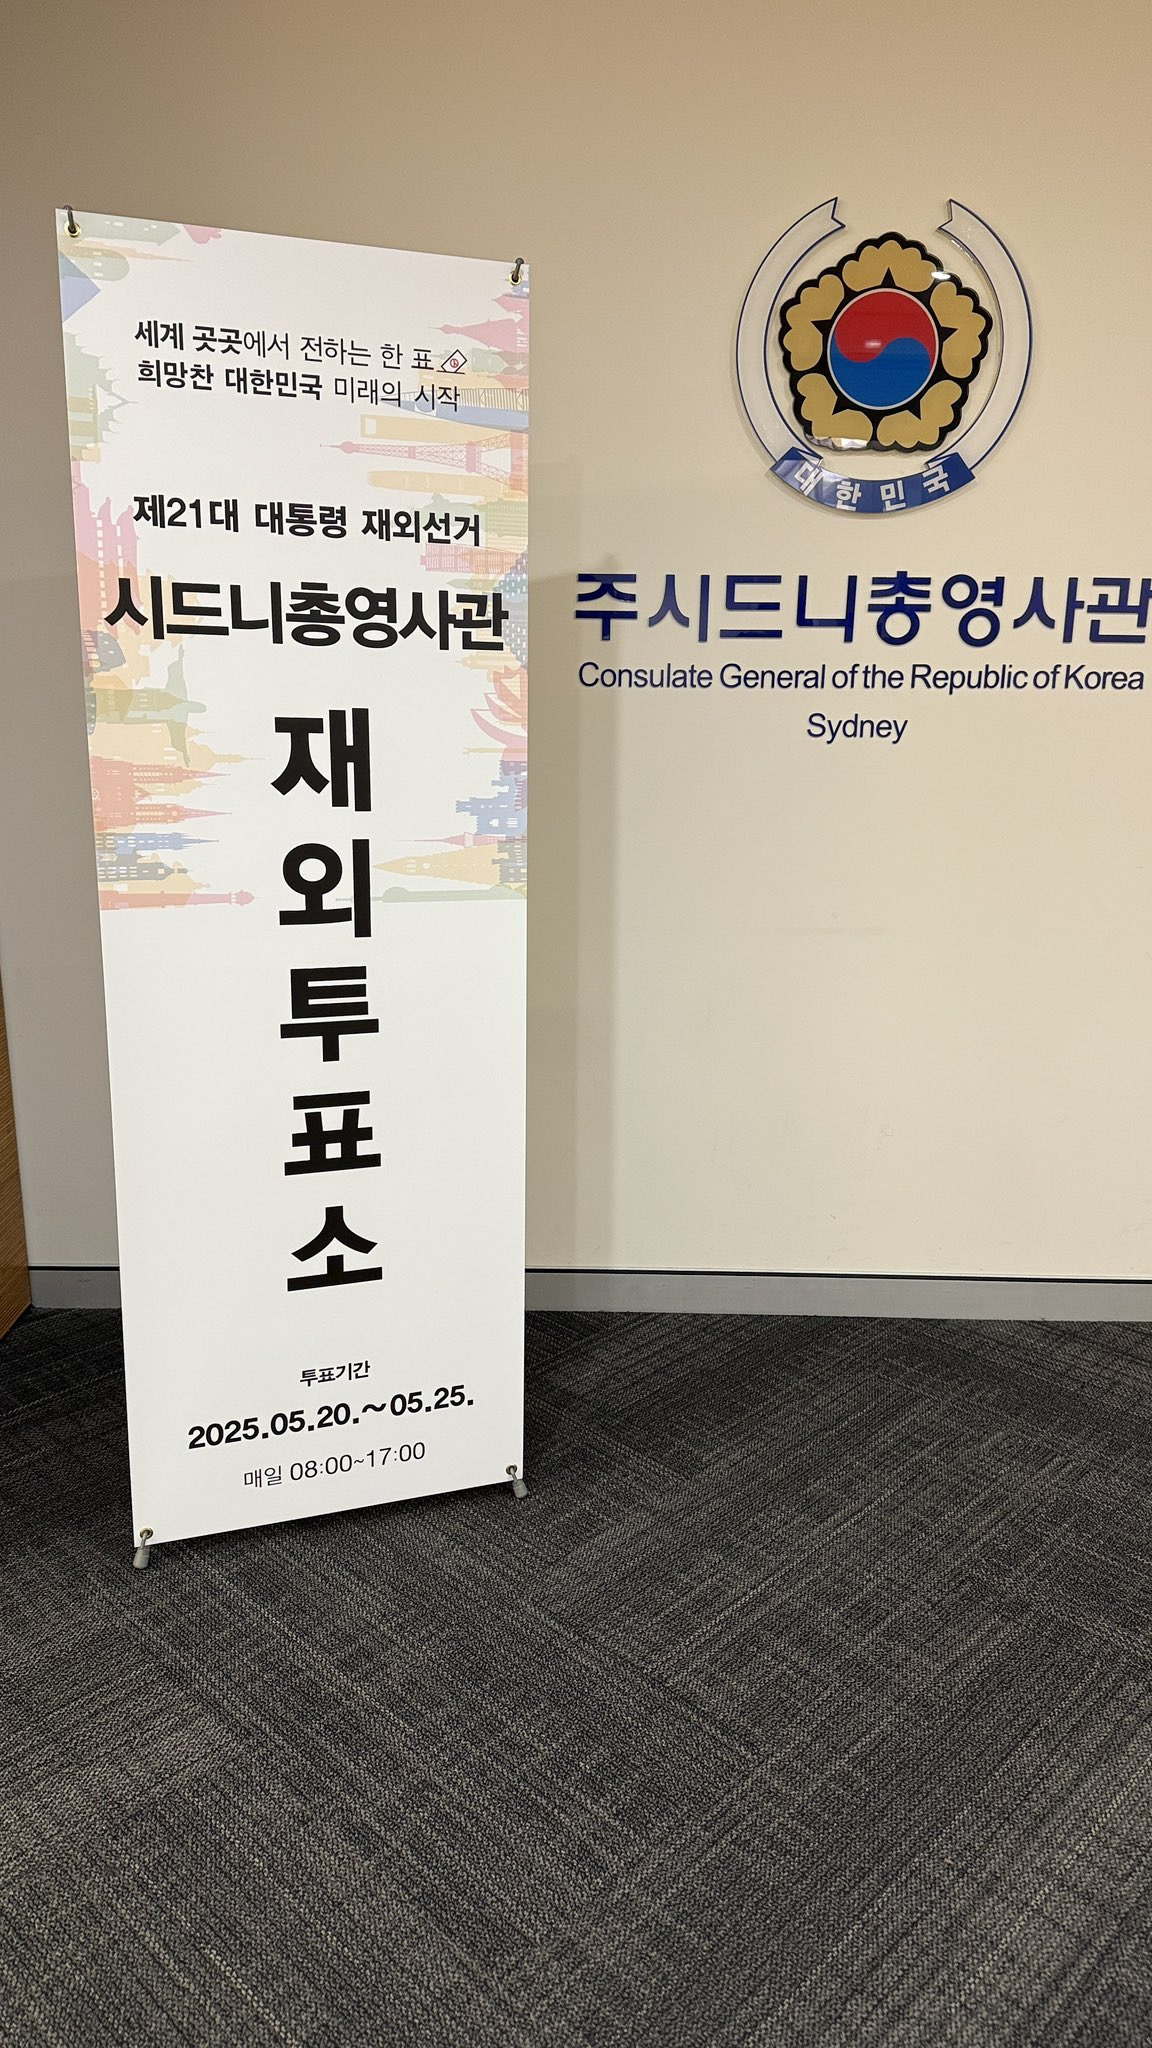 세계 곳곳에서 전하는 한 표
희망찬 대한민국 미래의 시작
제21대 대통령 재외선거
시드니총영사관
재
외
투
표
소
투표기간
2025.05.20.~05.25.
매일 08:00~17:00
대한민국
주시드니총영사관
Consulate General of the Republic of Korea
Sydney